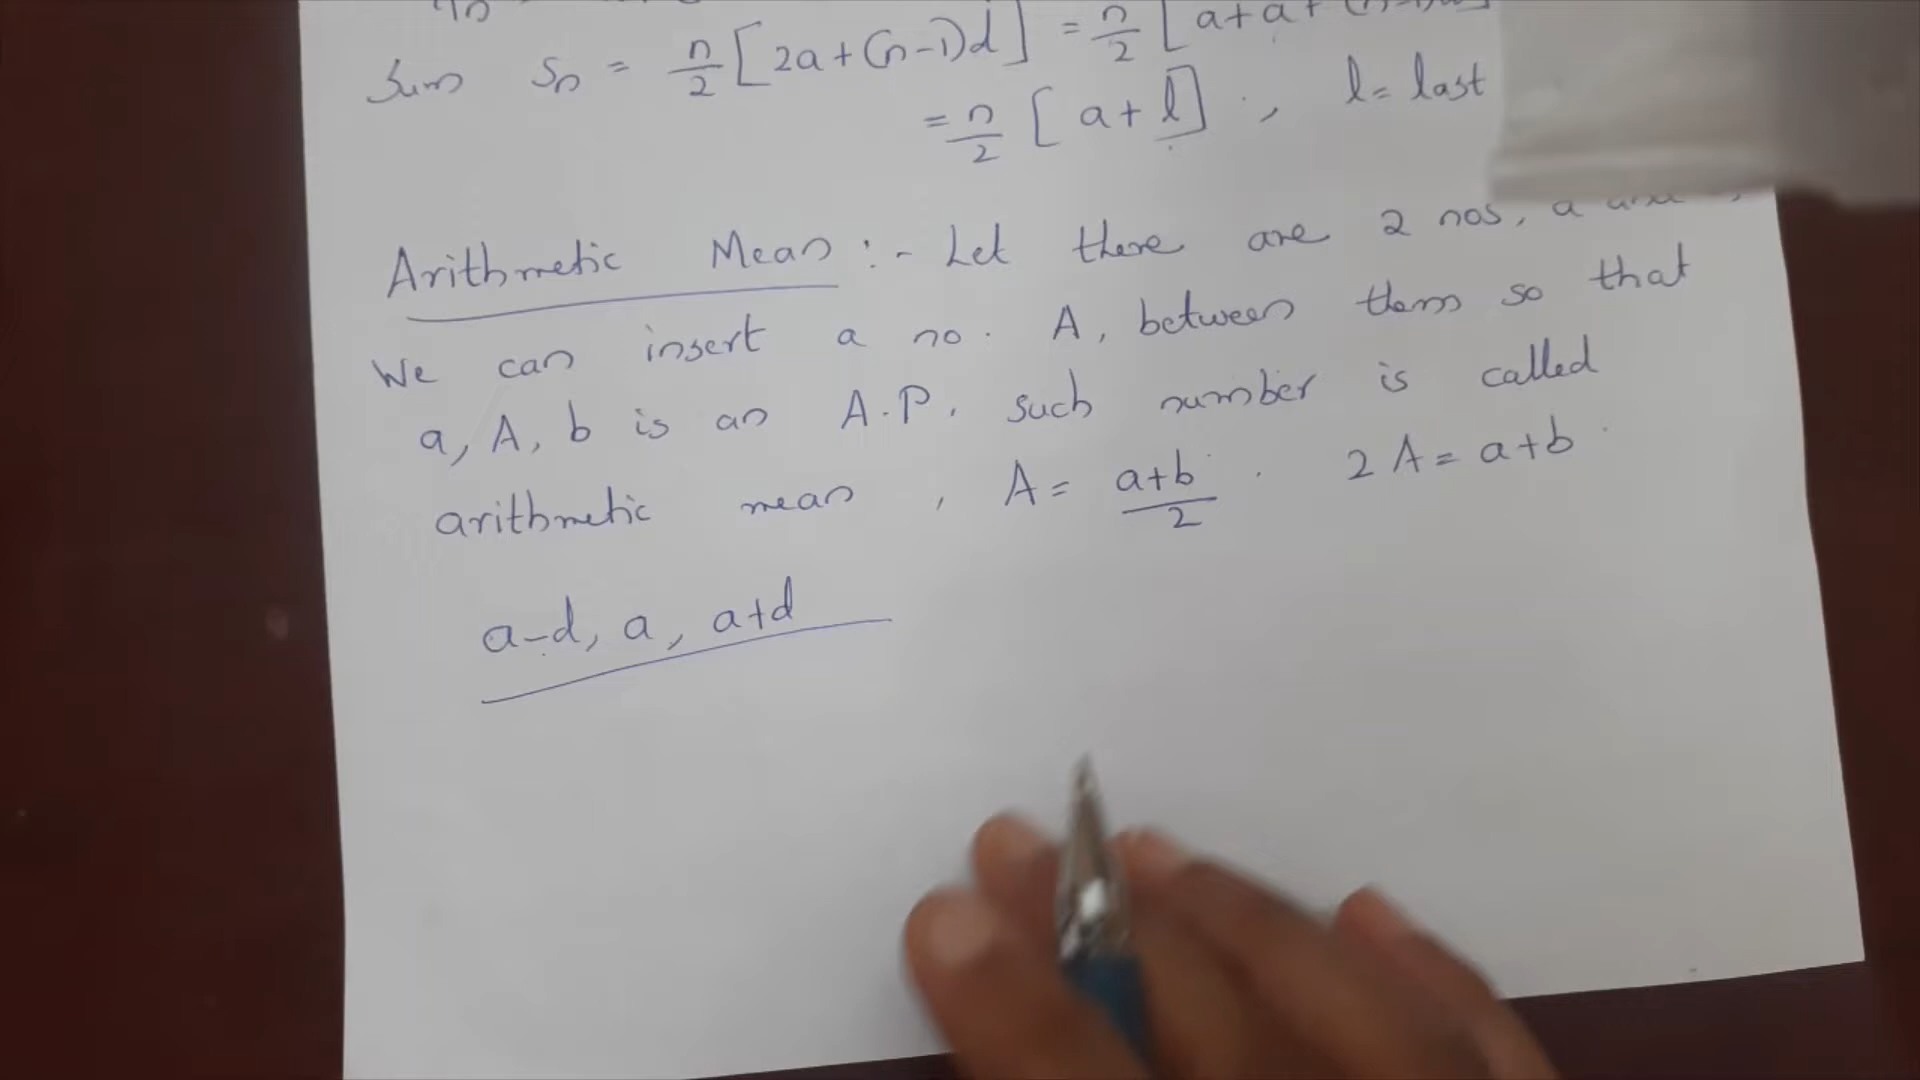 Sum Sn = n/2 [2a+(n-1)d] = n/2 [a+a+
= n/2 [a+l] , l = last
Arithmetic Mean :- Let there are 2 nos, a and
We can insert a no. A, between them so that
a, A, b is an A.P. such number is called
arithmetic mean , A = a+b/2 . 2A = a+b .
a-d, a, a+d